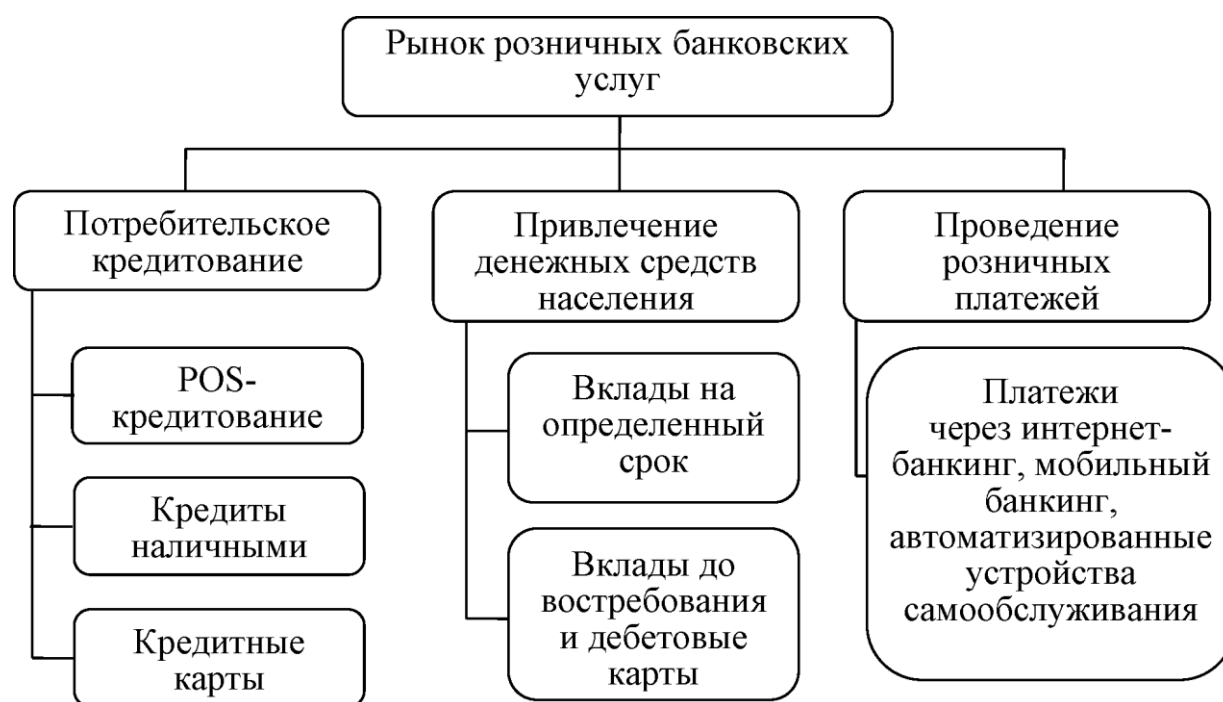 Рынок розничных банковских
услуг
Потребительское
кредитование
POS-
кредитование
Кредиты
наличными
Кредитные
карты
Привлечение
денежных средств
населения
Вклады на
определенный
срок
Вклады до
востребования
и дебетовые
карты
Проведение
розничных
платежей
Платежи
через интернет-
банкинг, мобильный
банкинг,
автоматизированные
устройства
самообслуживания